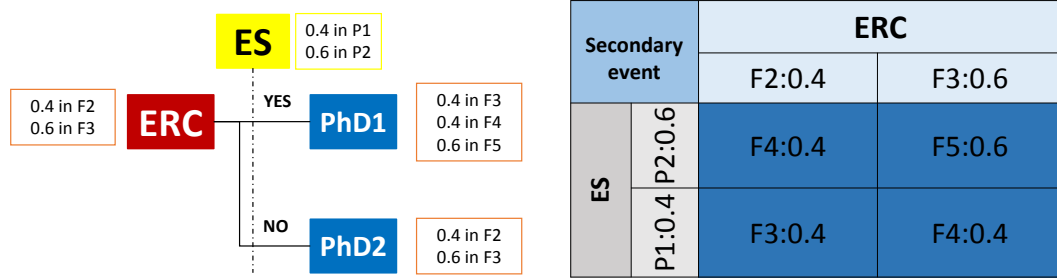 ES
0.4 in P1
0.6 in P2
0.4 in F2
0.6 in F3
ERC
YES
PhD1
0.4 in F3
0.4 in F4
0.6 in F5
NO
PhD2
0.4 in F2
0.6 in F3
Secondary
event
ERC
F2:0.4
F3:0.6
ES
P2:0.6
F4:0.4
F5:0.6
P1:0.4
F3:0.4
F4:0.4